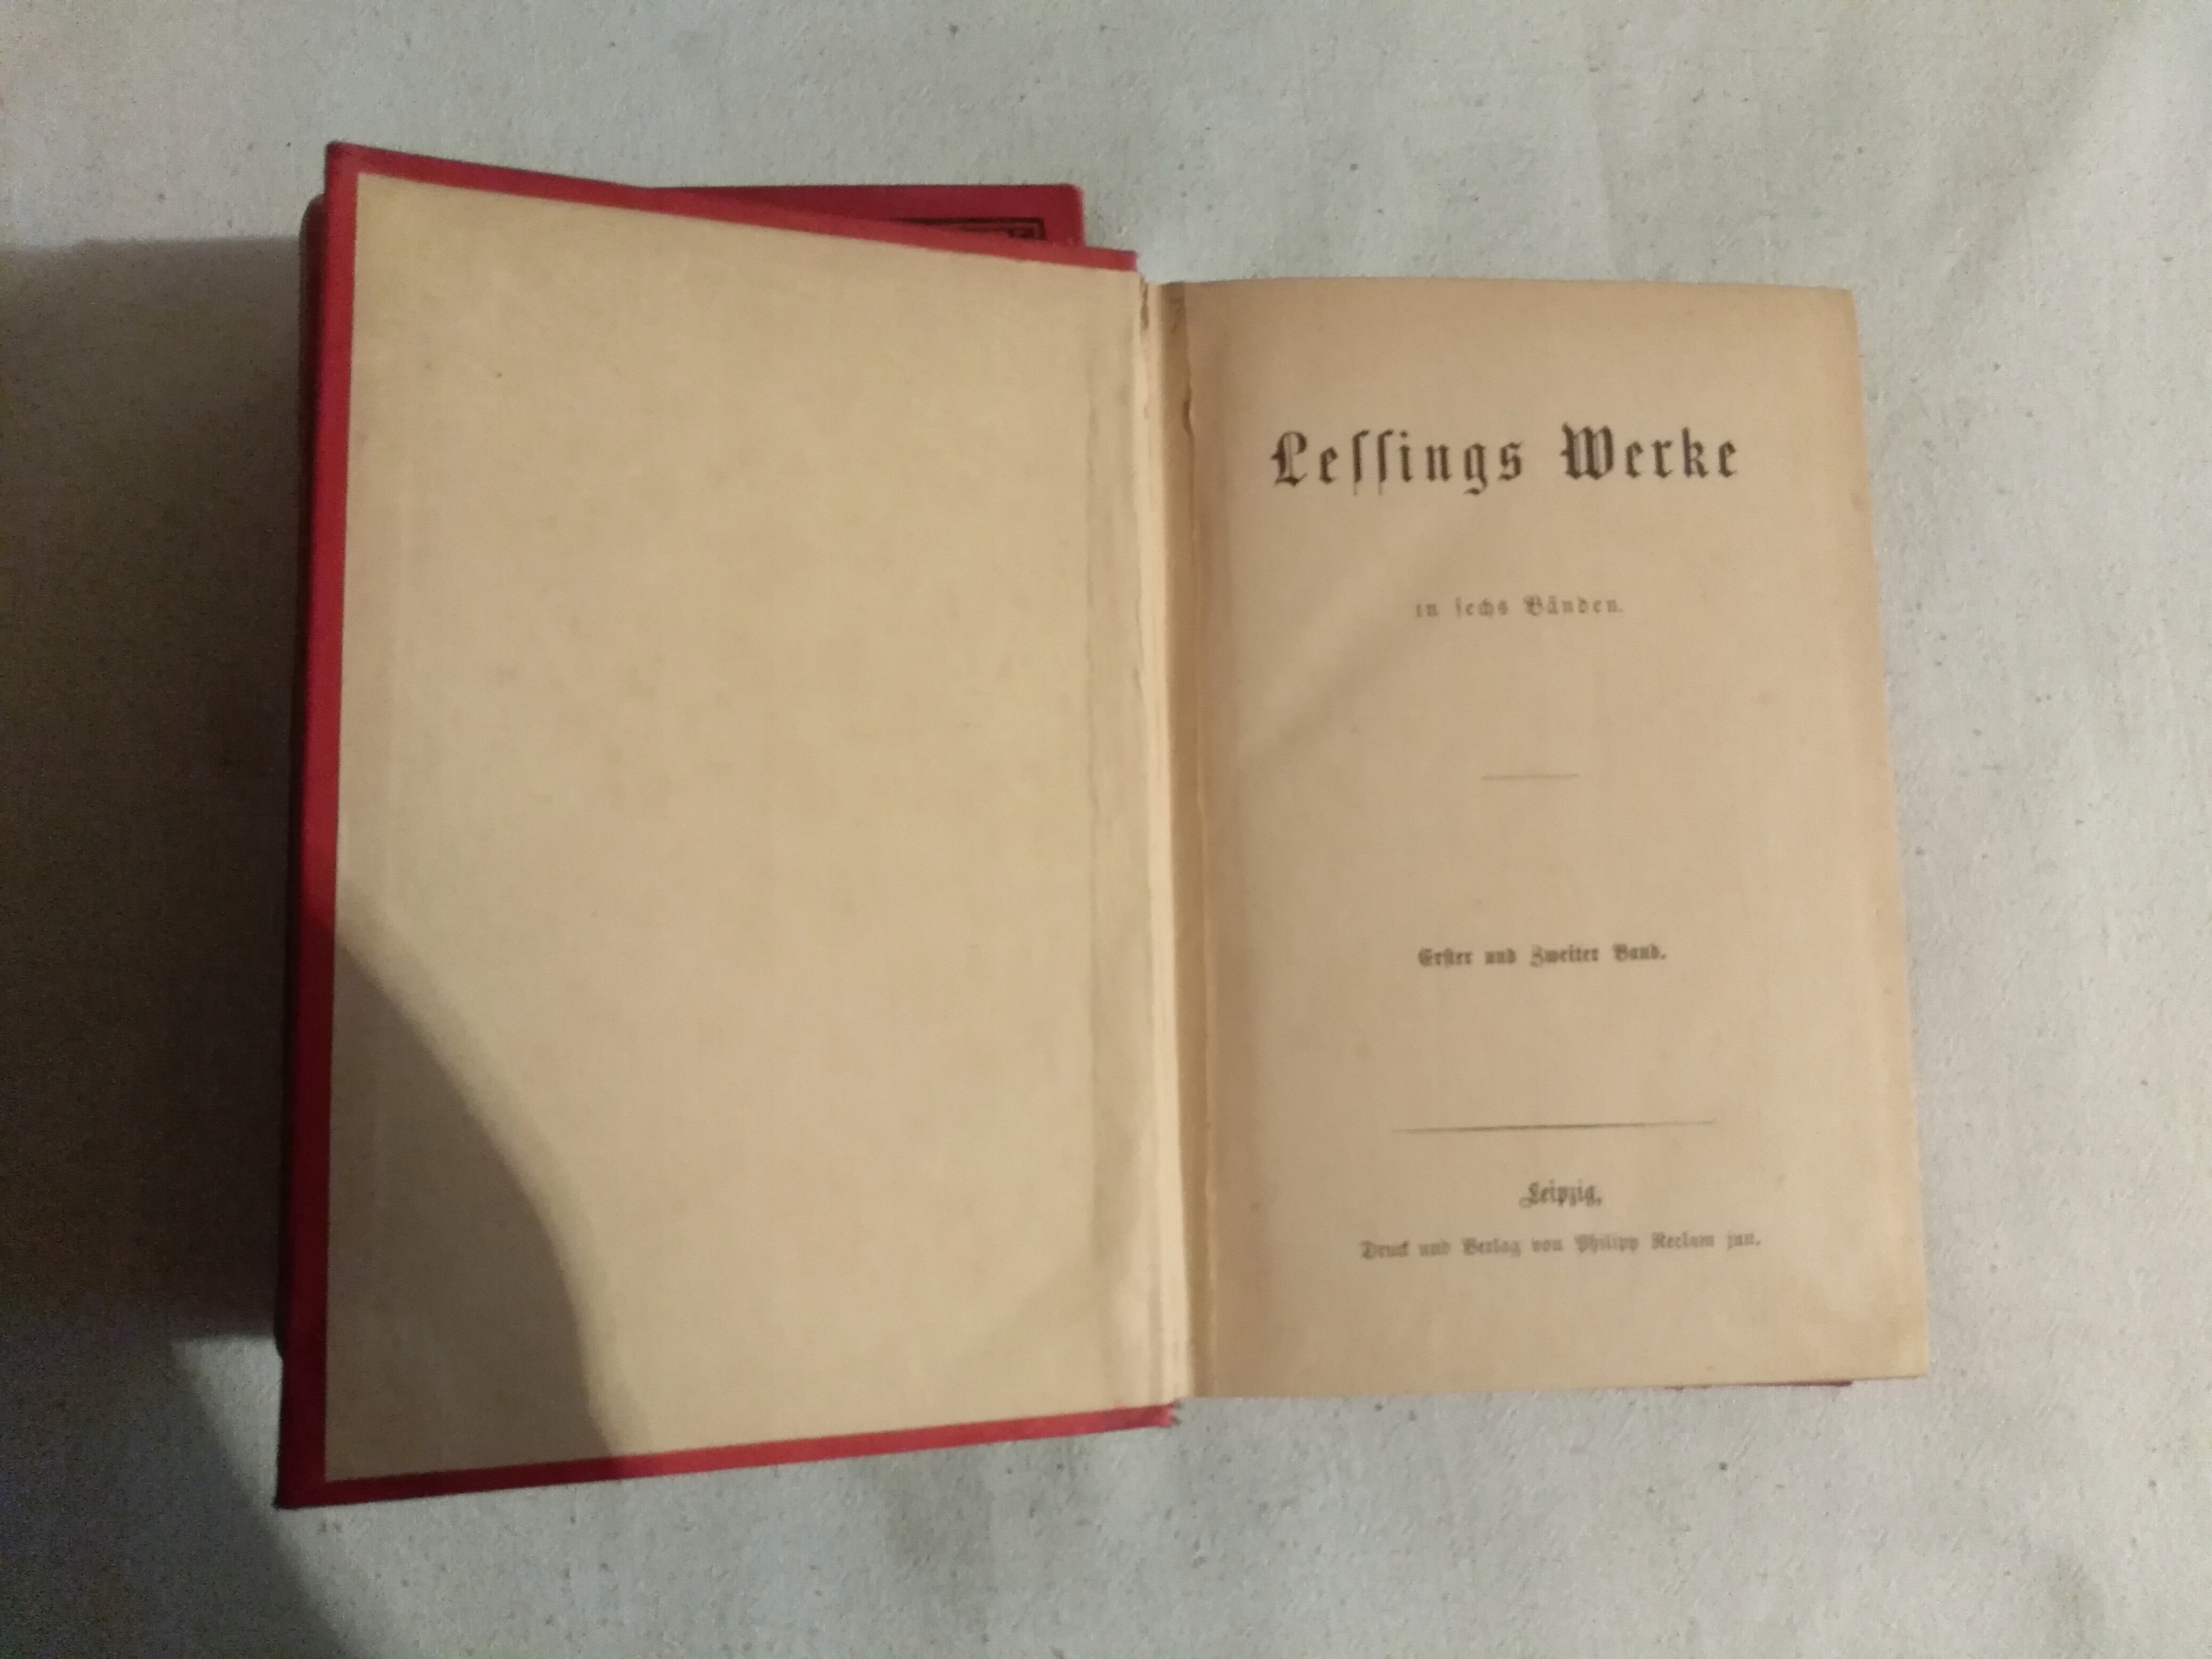 Leſſings Werke
in ſechs Bänden.
Erſter und Zweiter Band.
Leipzig,
Druck und Verlag von Philipp Reclam jun.